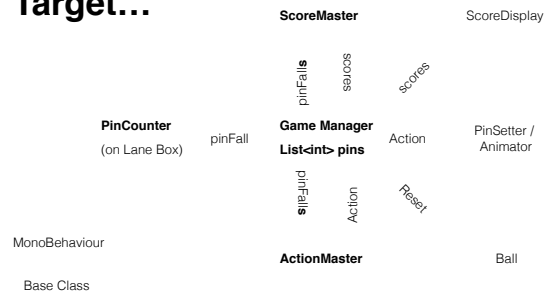 Target…
ScoreMaster
ScoreDisplay
pinFalls
scores
scores
PinCounter
(on Lane Box)
pinFall
Game Manager
List<int> pins
Action
PinSetter /
Animator
pinFalls
Action
Reset
MonoBehaviour
ActionMaster
Ball
Base Class